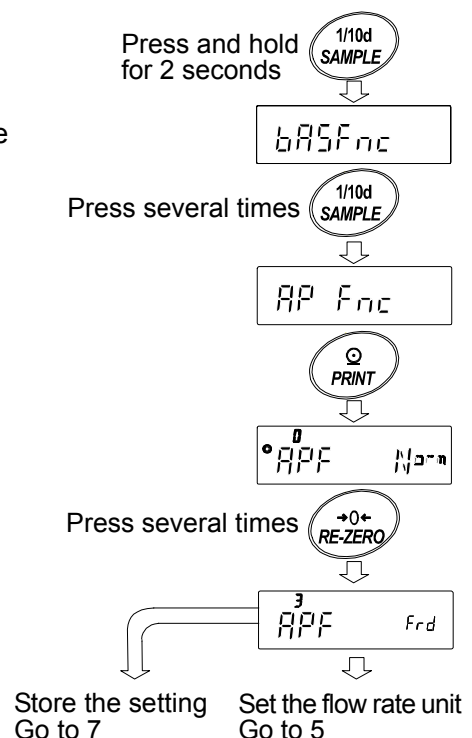 Press and hold
for 2 seconds
1/10d
SAMPLE
e
bASFnc
Press several times
1/10d
SAMPLE
AP Fnc
PRINT
0
APF Norm
Press several times
→0←
RE-ZERO
3
APF Frd
Store the setting
Go to 7
Set the flow rate unit
Go to 5